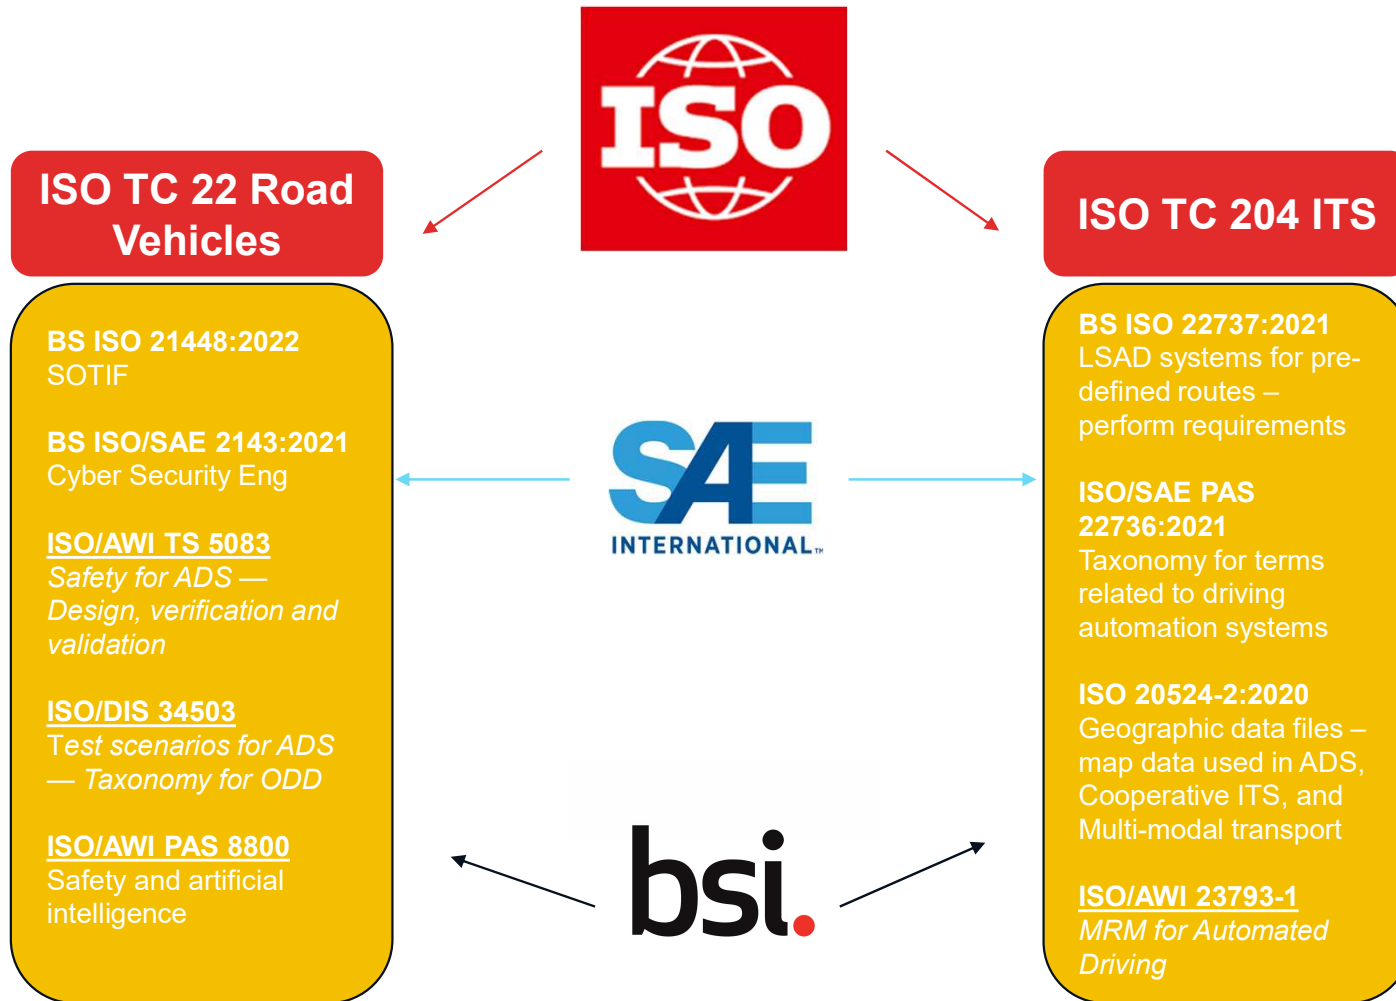 ISO
ISO TC 22 Road
Vehicles
BS ISO 21448:2022
SOTIF
BS ISO/SAE 2143:2021
Cyber Security Eng
ISO/AWI TS 5083
Safety for ADS —
Design, verification and
validation
ISO/DIS 34503
Test scenarios for ADS
— Taxonomy for ODD
ISO/AWI PAS 8800
Safety and artificial
intelligence
SAE
INTERNATIONAL™
bsi.
ISO TC 204 ITS
BS ISO 22737:2021
LSAD systems for pre-
defined routes –
perform requirements
ISO/SAE PAS
22736:2021
Taxonomy for terms
related to driving
automation systems
ISO 20524-2:2020
Geographic data files –
map data used in ADS,
Cooperative ITS, and
Multi-modal transport
ISO/AWI 23793-1
MRM for Automated
Driving